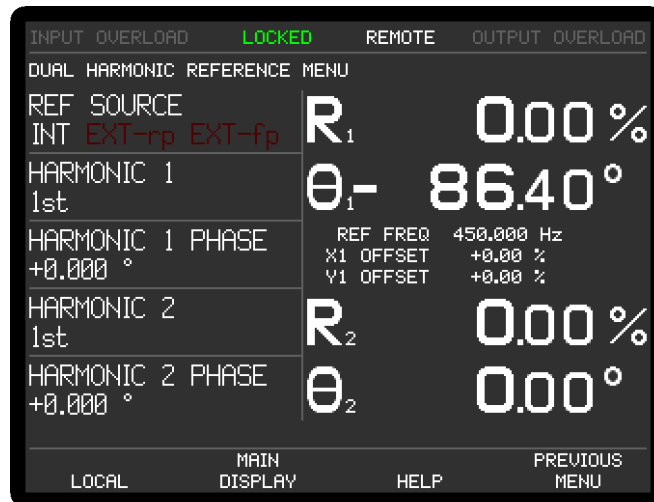 INPUT OVERLOAD LOCKED REMOTE OUTPUT OVERLOAD
DUAL HARMONIC REFERENCE MENU
REF SOURCE
INT EXT-rp EXT-fp
R1 0.00 %
HARMONIC 1
1st
θ1- 86.40°
HARMONIC 1 PHASE
+0.000 °
REF FREQ 450.000 Hz
X1 OFFSET +0.00 %
Y1 OFFSET +0.00 %
HARMONIC 2
1st
R2 0.00 %
HARMONIC 2 PHASE
+0.000 °
θ2 0.00°
LOCAL
MAIN
DISPLAY
HELP
PREVIOUS
MENU